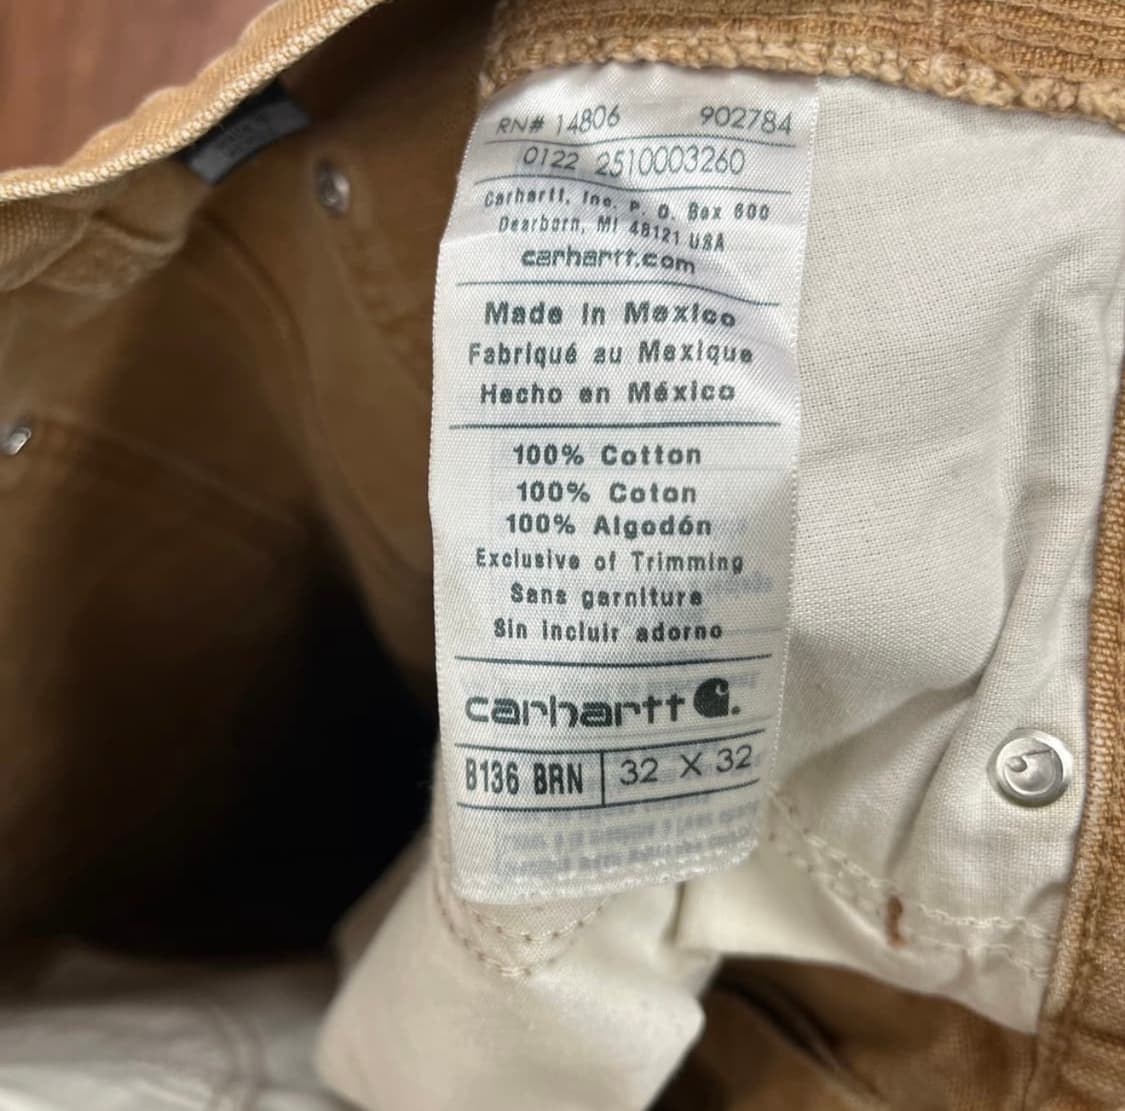 RN# 14806 902784
0122 2510003260
Carhartt, Inc. P. O. Box 600
Dearborn, MI 48121 USA
carhartt.com
Made in Mexico
Fabriqué au Mexique
Hecho en México
100% Cotton
100% Coton
100% Algodón
Exclusive of Trimming
Sans garniture
Sin incluir adorno
carhartt
B136 BRN 32 X 32